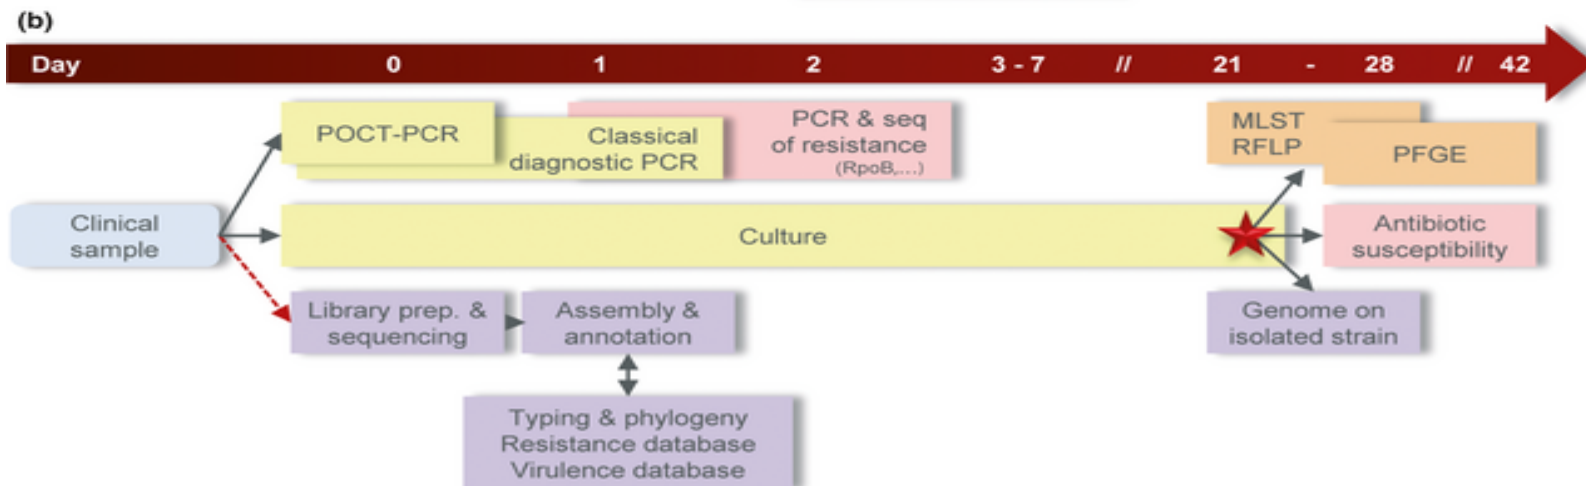 (b)
Day 0 1 2 3 - 7 // 21 - 28 // 42
POCT-PCR
Classical
diagnostic PCR
PCR & seq
of resistance
(RpoB,...)
MLST
RFLP
PFGE
Clinical
sample
Culture
Antibiotic
susceptibility
Library prep. &
sequencing
Assembly &
annotation
Genome on
isolated strain
Typing & phylogeny
Resistance database
Virulence database